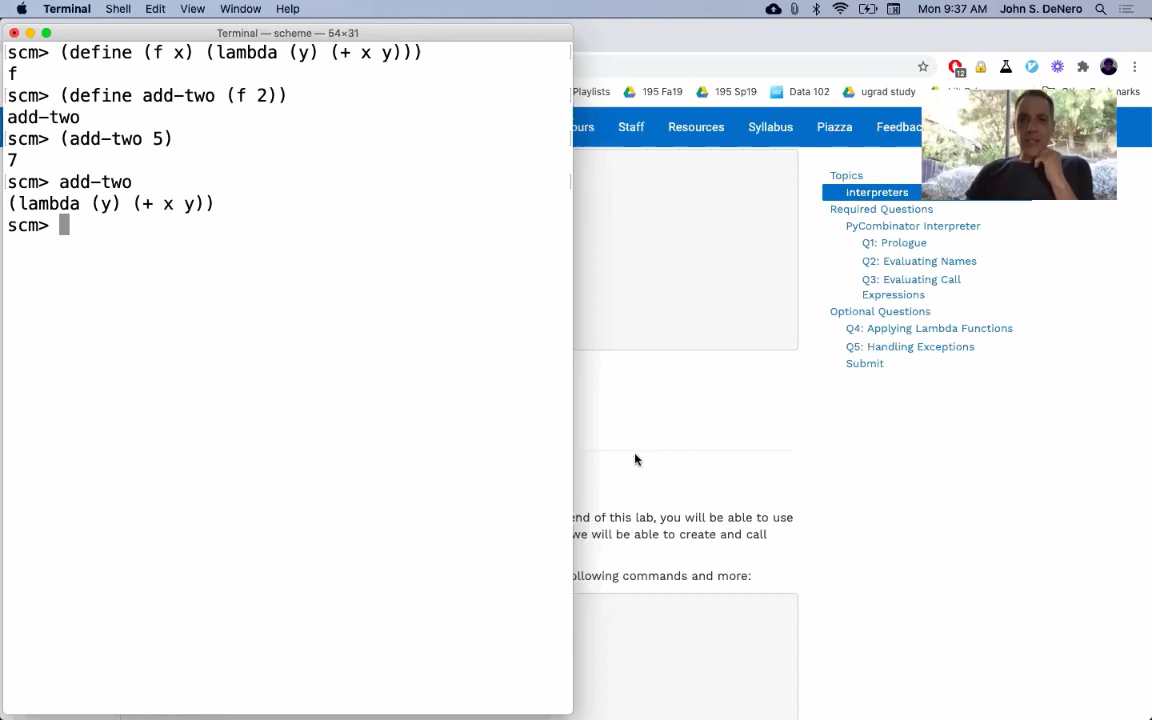 Terminal Shell Edit View Window Help Mon 9:37 AM John S. DeNero
Terminal — scheme — 54×31
scm> (define (f x) (lambda (y) (+ x y)))
f
scm> (define add-two (f 2))
add-two
scm> (add-two 5)
7
scm> add-two
(lambda (y) (+ x y))
scm>
12
Playlists 195 Fa19 195 Sp19 Data 102 ugrad study
ours Staff Resources Syllabus Piazza Feedbac
Topics
Interpreters
Required Questions
PyCombinator Interpreter
Q1: Prologue
Q2: Evaluating Names
Q3: Evaluating Call
Expressions
Optional Questions
Q4: Applying Lambda Functions
Q5: Handling Exceptions
Submit
end of this lab, you will be able to use
we will be able to create and call
ollowing commands and more: